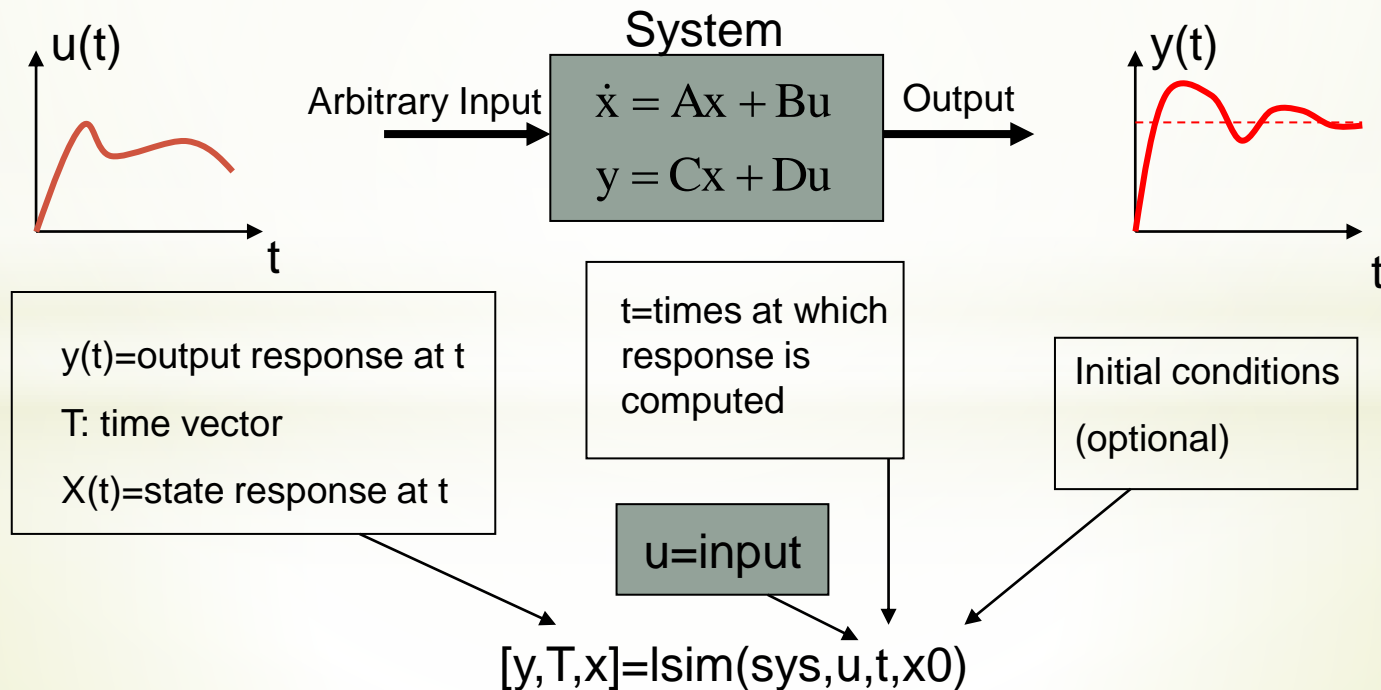 System
u(t)
y(t)
Arbitrary Input
ẋ = Ax + Bu
y = Cx + Du
Output
t
t
y(t)=output response at t
T: time vector
X(t)=state response at t
t=times at which
response is
computed
Initial conditions
(optional)
u=input
[y,T,x]=lsim(sys,u,t,x0)